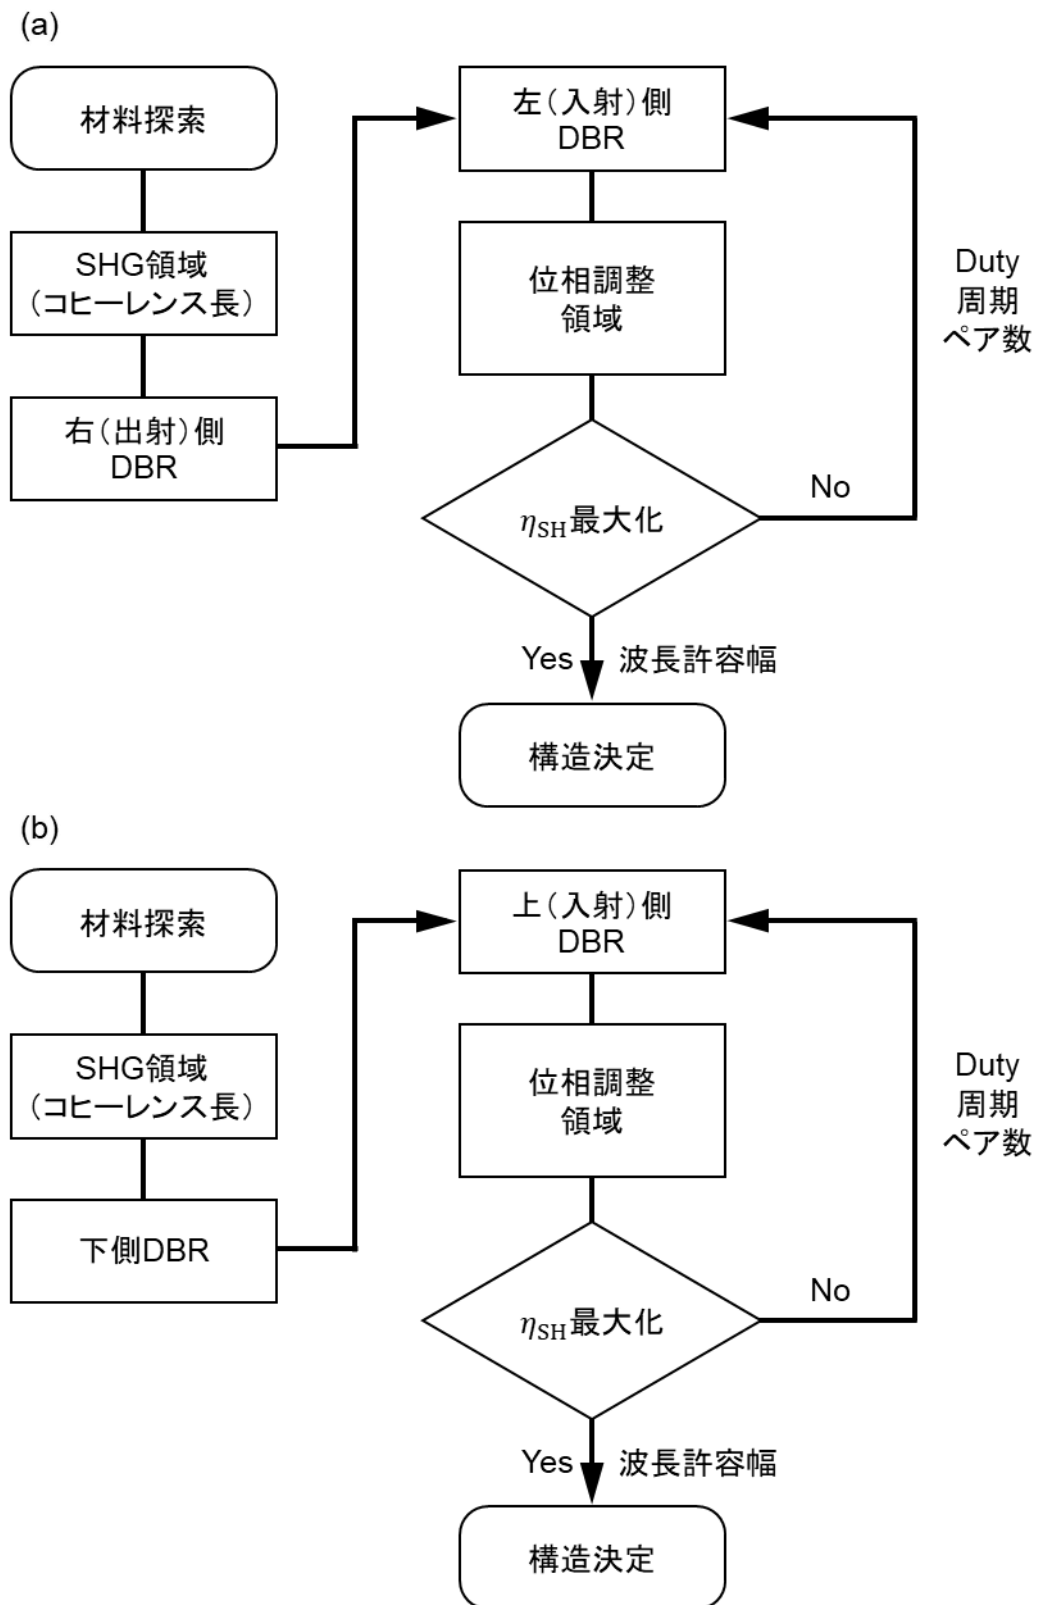 (a)
材料探索
SHG領域
（コヒーレンス長）
右（出射）側
DBR
左（入射）側
DBR
位相調整
領域
Duty
周期
ペア数
ηSH最大化
No
Yes 波長許容幅
構造決定
(b)
材料探索
SHG領域
（コヒーレンス長）
下側DBR
上（入射）側
DBR
位相調整
領域
Duty
周期
ペア数
ηSH最大化
No
Yes 波長許容幅
構造決定